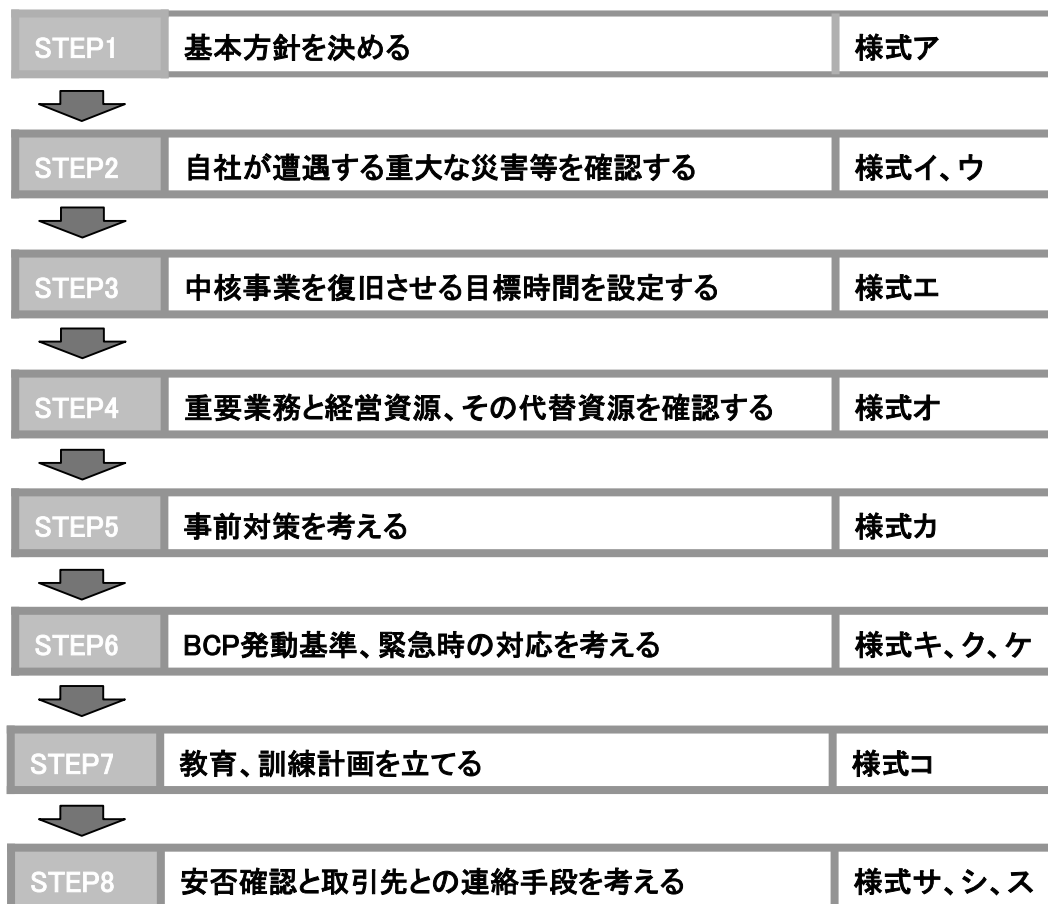 STEP1 基本方針を決める 様式ア
STEP2 自社が遭遇する重大な災害等を確認する 様式イ、ウ
STEP3 中核事業を復旧させる目標時間を設定する 様式エ
STEP4 重要業務と経営資源、その代替資源を確認する 様式オ
STEP5 事前対策を考える 様式カ
STEP6 BCP発動基準、緊急時の対応を考える 様式キ、ク、ケ
STEP7 教育、訓練計画を立てる 様式コ
STEP8 安否確認と取引先との連絡手段を考える 様式サ、シ、ス